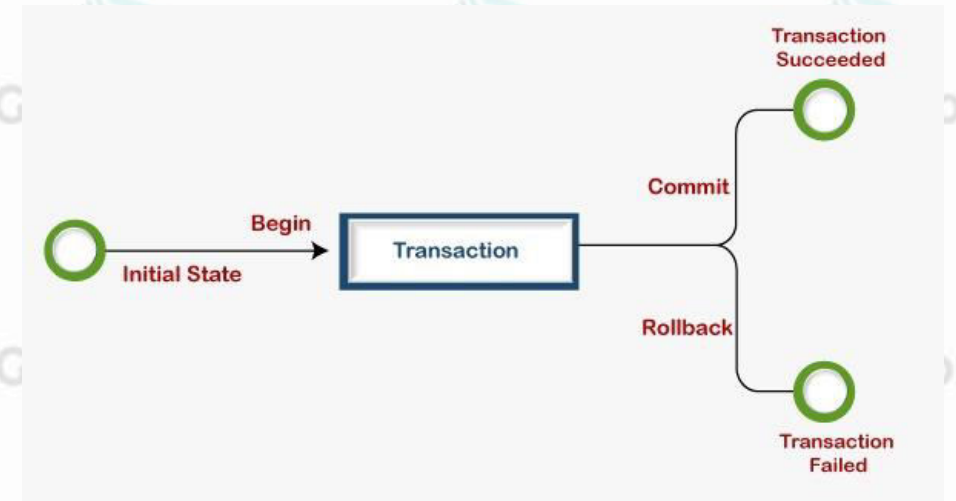 Transaction
Succeeded
Commit
Begin
Transaction
Initial State
Rollback
Transaction
Failed